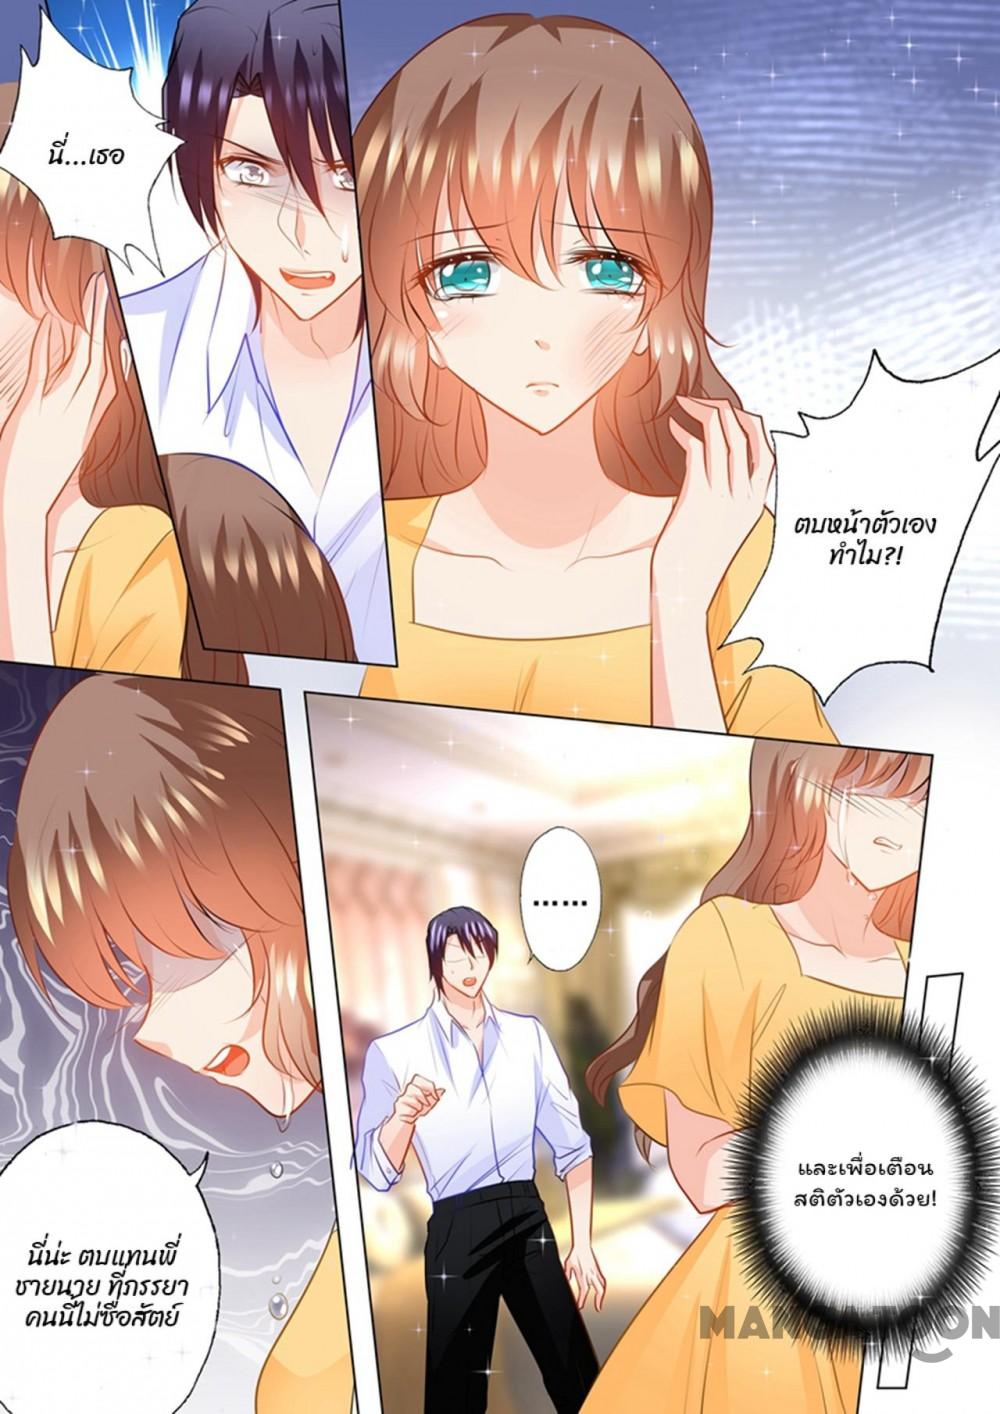 นี่...เธอ
ตบหน้าตัวเอง
ทำไม?!
นี่น่ะ ตบแทนพี่
ชายนาย ที่ภรรยา
คนนี้ไม่ซื่อสัตย์
......
และเพื่อเตือน
สติตัวเองด้วย!
MANGATOON